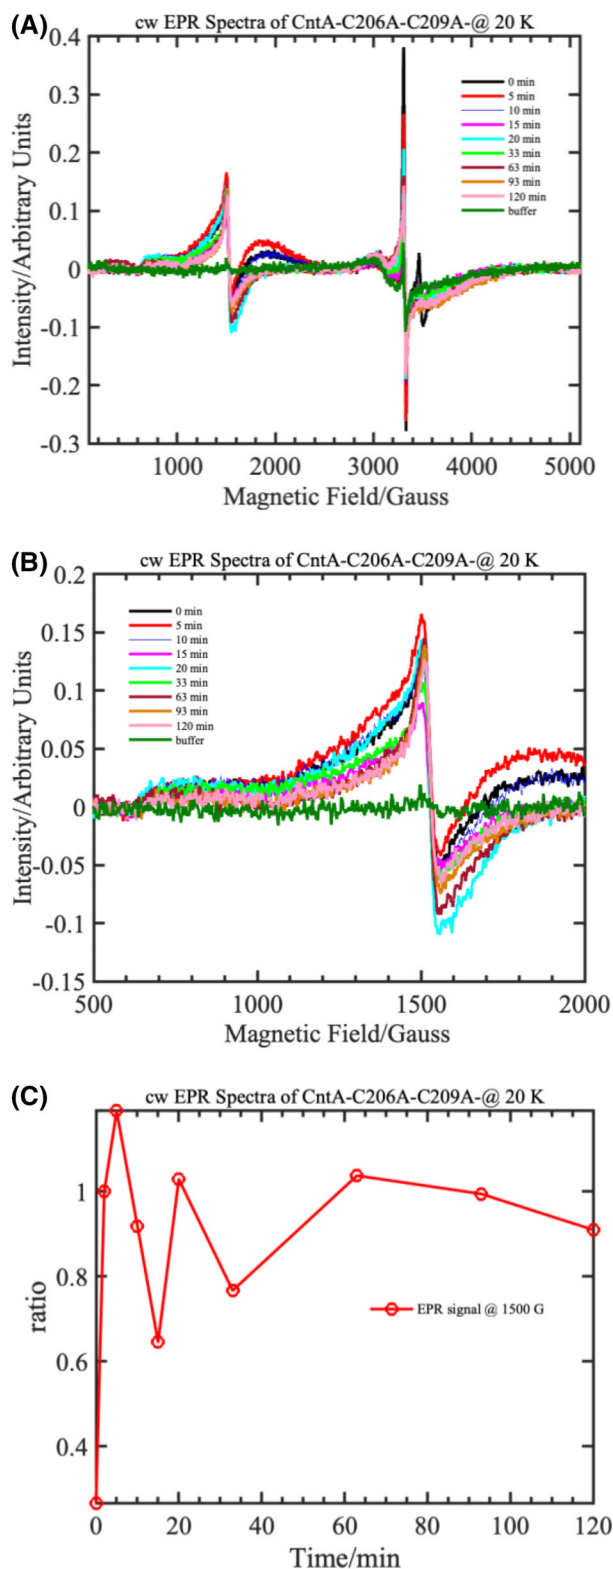 (A)
cw EPR Spectra of CntA-C206A-C209A-@ 20 K
0.4
0.3
0.2
0.1
0
-0.1
-0.2
-0.3
Intensity/Arbitrary Units
0 min
5 min
10 min
15 min
20 min
33 min
63 min
93 min
120 min
buffer
1000 2000 3000 4000 5000
Magnetic Field/Gauss
(B)
cw EPR Spectra of CntA-C206A-C209A-@ 20 K
0.2
0.15
0.1
0.05
0
-0.05
-0.1
-0.15
Intensity/Arbitrary Units
0 min
5 min
10 min
15 min
20 min
33 min
63 min
93 min
120 min
buffer
500 1000 1500 2000
Magnetic Field/Gauss
(C)
cw EPR Spectra of CntA-C206A-C209A-@ 20 K
1
0.8
0.6
0.4
ratio
EPR signal @ 1500 G
0 20 40 60 80 100 120
Time/min